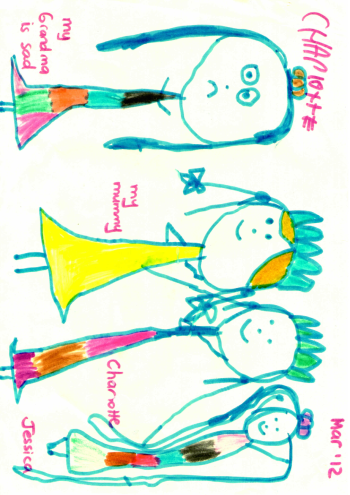 CHARlottE
Mar '12
my
Grandma
is sad
my
mummy
Charlotte
Jessica